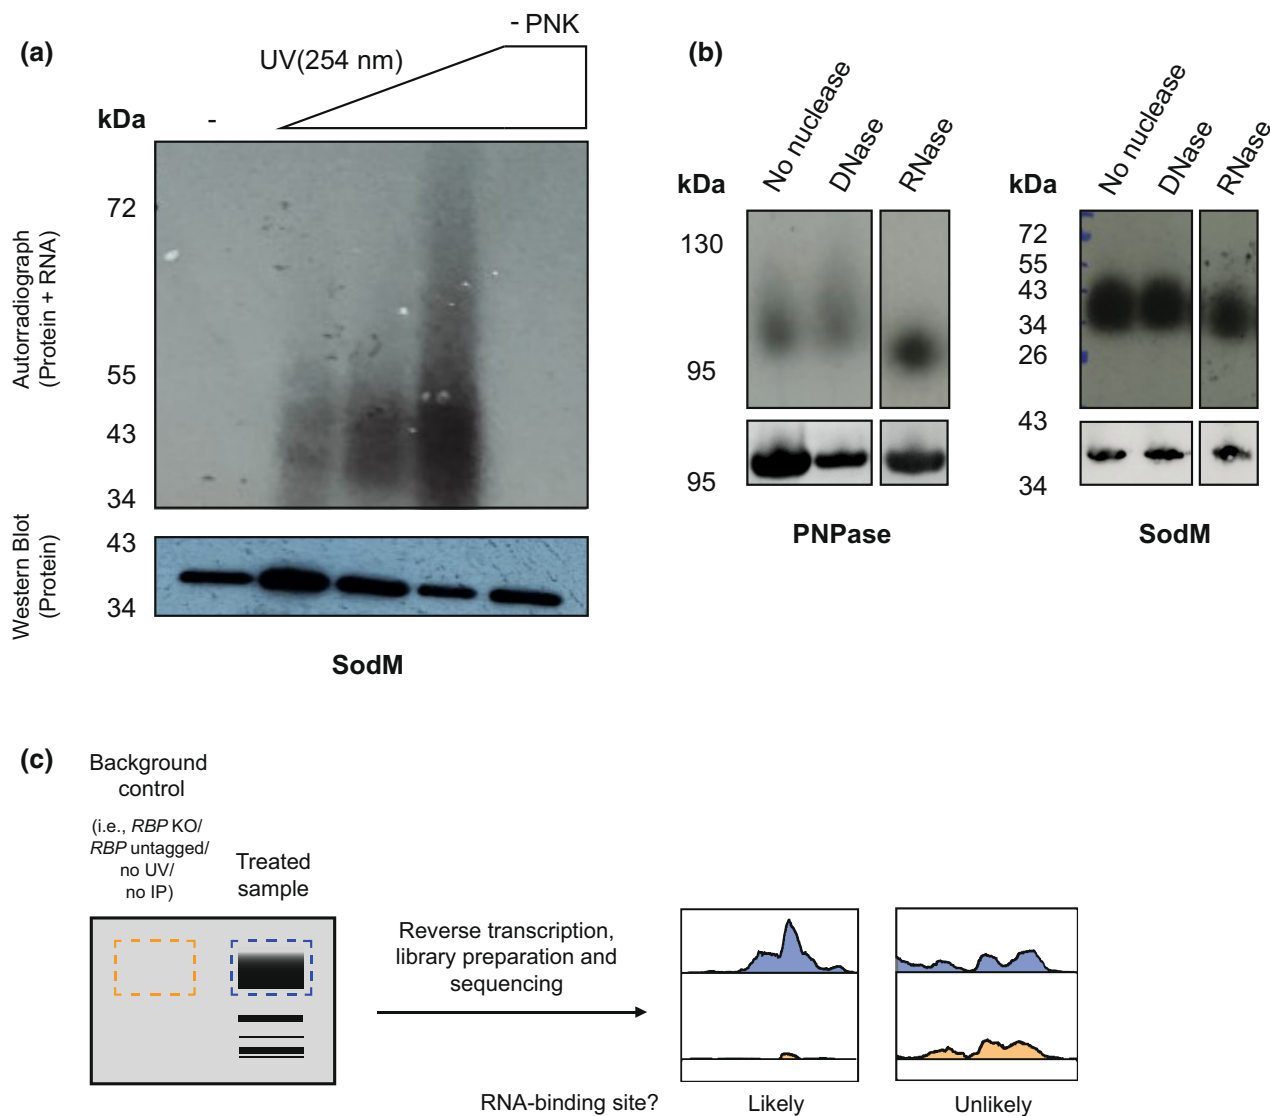 (a)
- PNK
UV(254 nm)
kDa
-
72
55
43
34
Autorradiograph
(Protein + RNA)
43
34
Western Blot
(Protein)
SodM
(b)
No nuclease
DNase
RNase
kDa
130
95
95
PNPase
No nuclease
DNase
RNase
kDa
72
55
43
34
26
43
34
SodM
(c)
Background
control
(i.e., RBP KO/
RBP untagged/
no UV/
no IP)
Treated
sample
Reverse transcription,
library preparation and
sequencing
RNA-binding site?
Likely
Unlikely